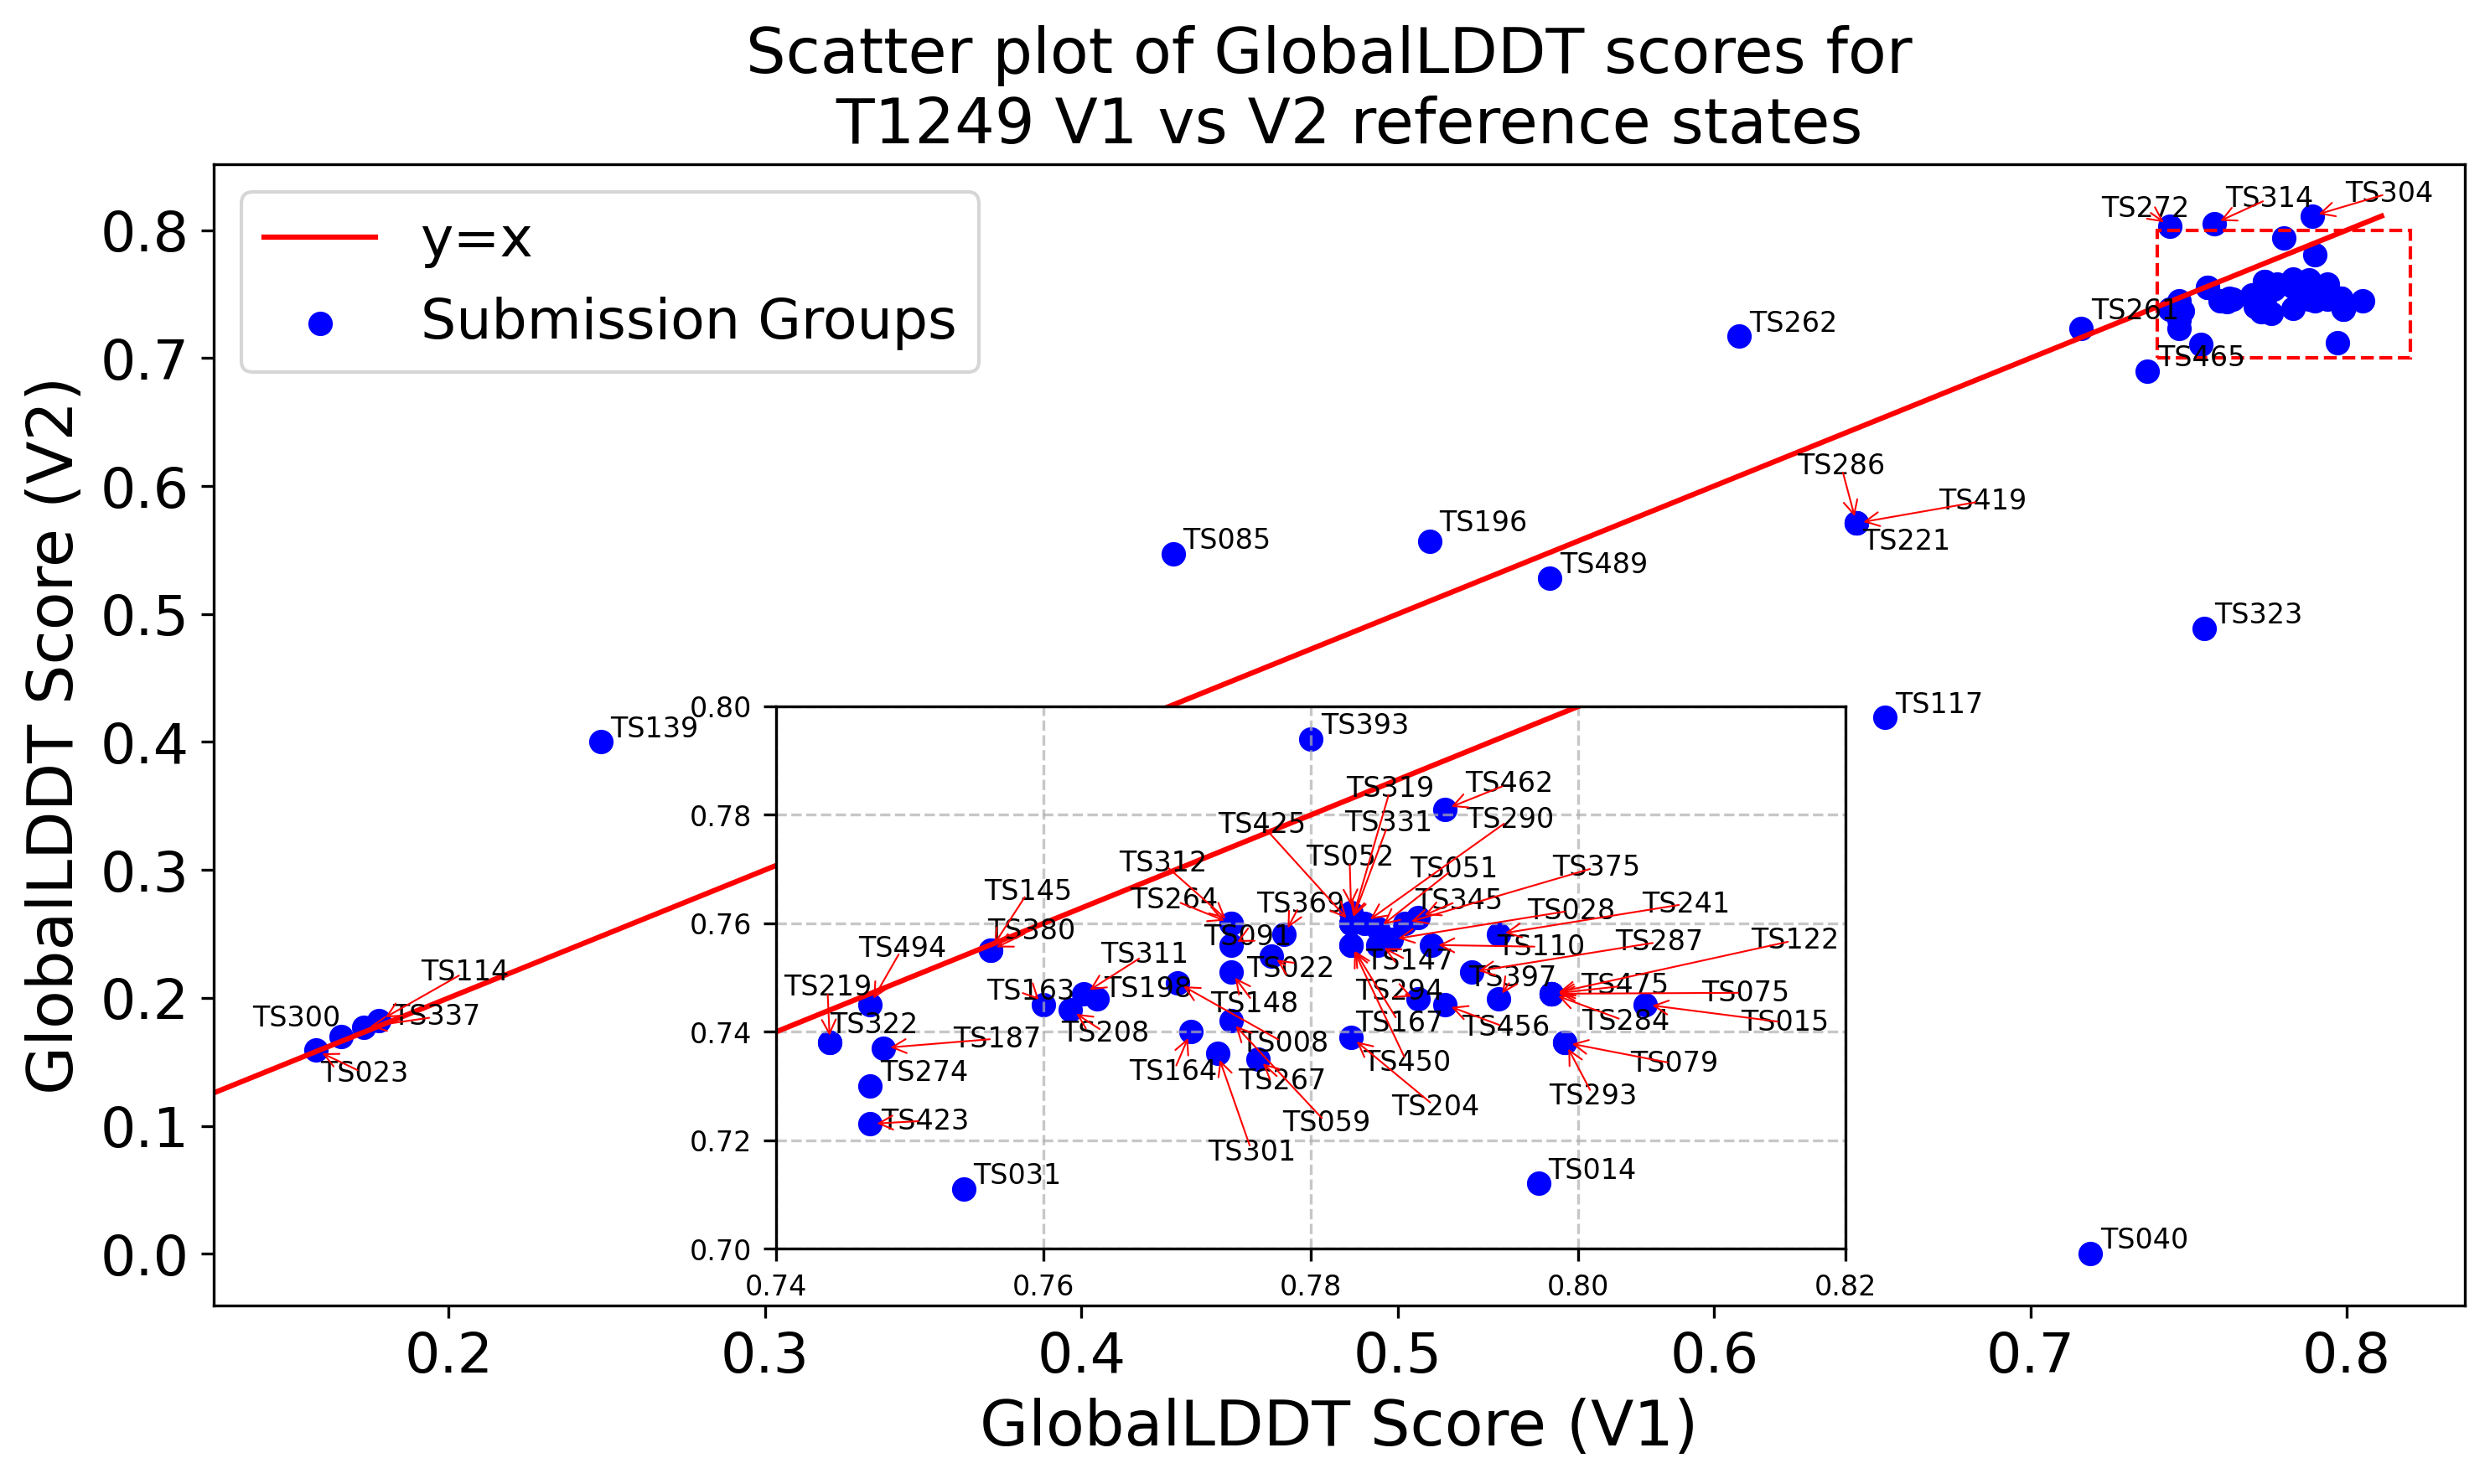 Scatter plot of GlobalLDDT scores for
T1249 V1 vs V2 reference states
y=x
Submission Groups
GlobalLDDT Score (V2)
0.8
0.7
0.6
0.5
0.4
0.3
0.2
0.1
0.0
TS272
TS314
TS304
TS262
TS261
TS465
TS286
TS419
TS221
TS085
TS196
TS489
TS323
TS117
TS139
TS114
TS300
TS337
TS023
TS040
0.80
0.78
0.76
0.74
0.72
0.70
TS393
TS319
TS462
TS425
TS331
TS290
TS312
TS052
TS051
TS375
TS145
TS264
TS369
TS345
TS241
TS380
TS028
TS494
TS091
TS110
TS287
TS122
TS311
TS022
TS147
TS219
TS163
TS198
TS294
TS397
TS475
TS075
TS148
TS322
TS187
TS208
TS008
TS167
TS456
TS284
TS015
TS274
TS164
TS267
TS450
TS079
TS423
TS059
TS204
TS293
TS301
TS031
TS014
0.74
0.76
0.78
0.80
0.82
0.2
0.3
0.4
0.5
0.6
0.7
0.8
GlobalLDDT Score (V1)